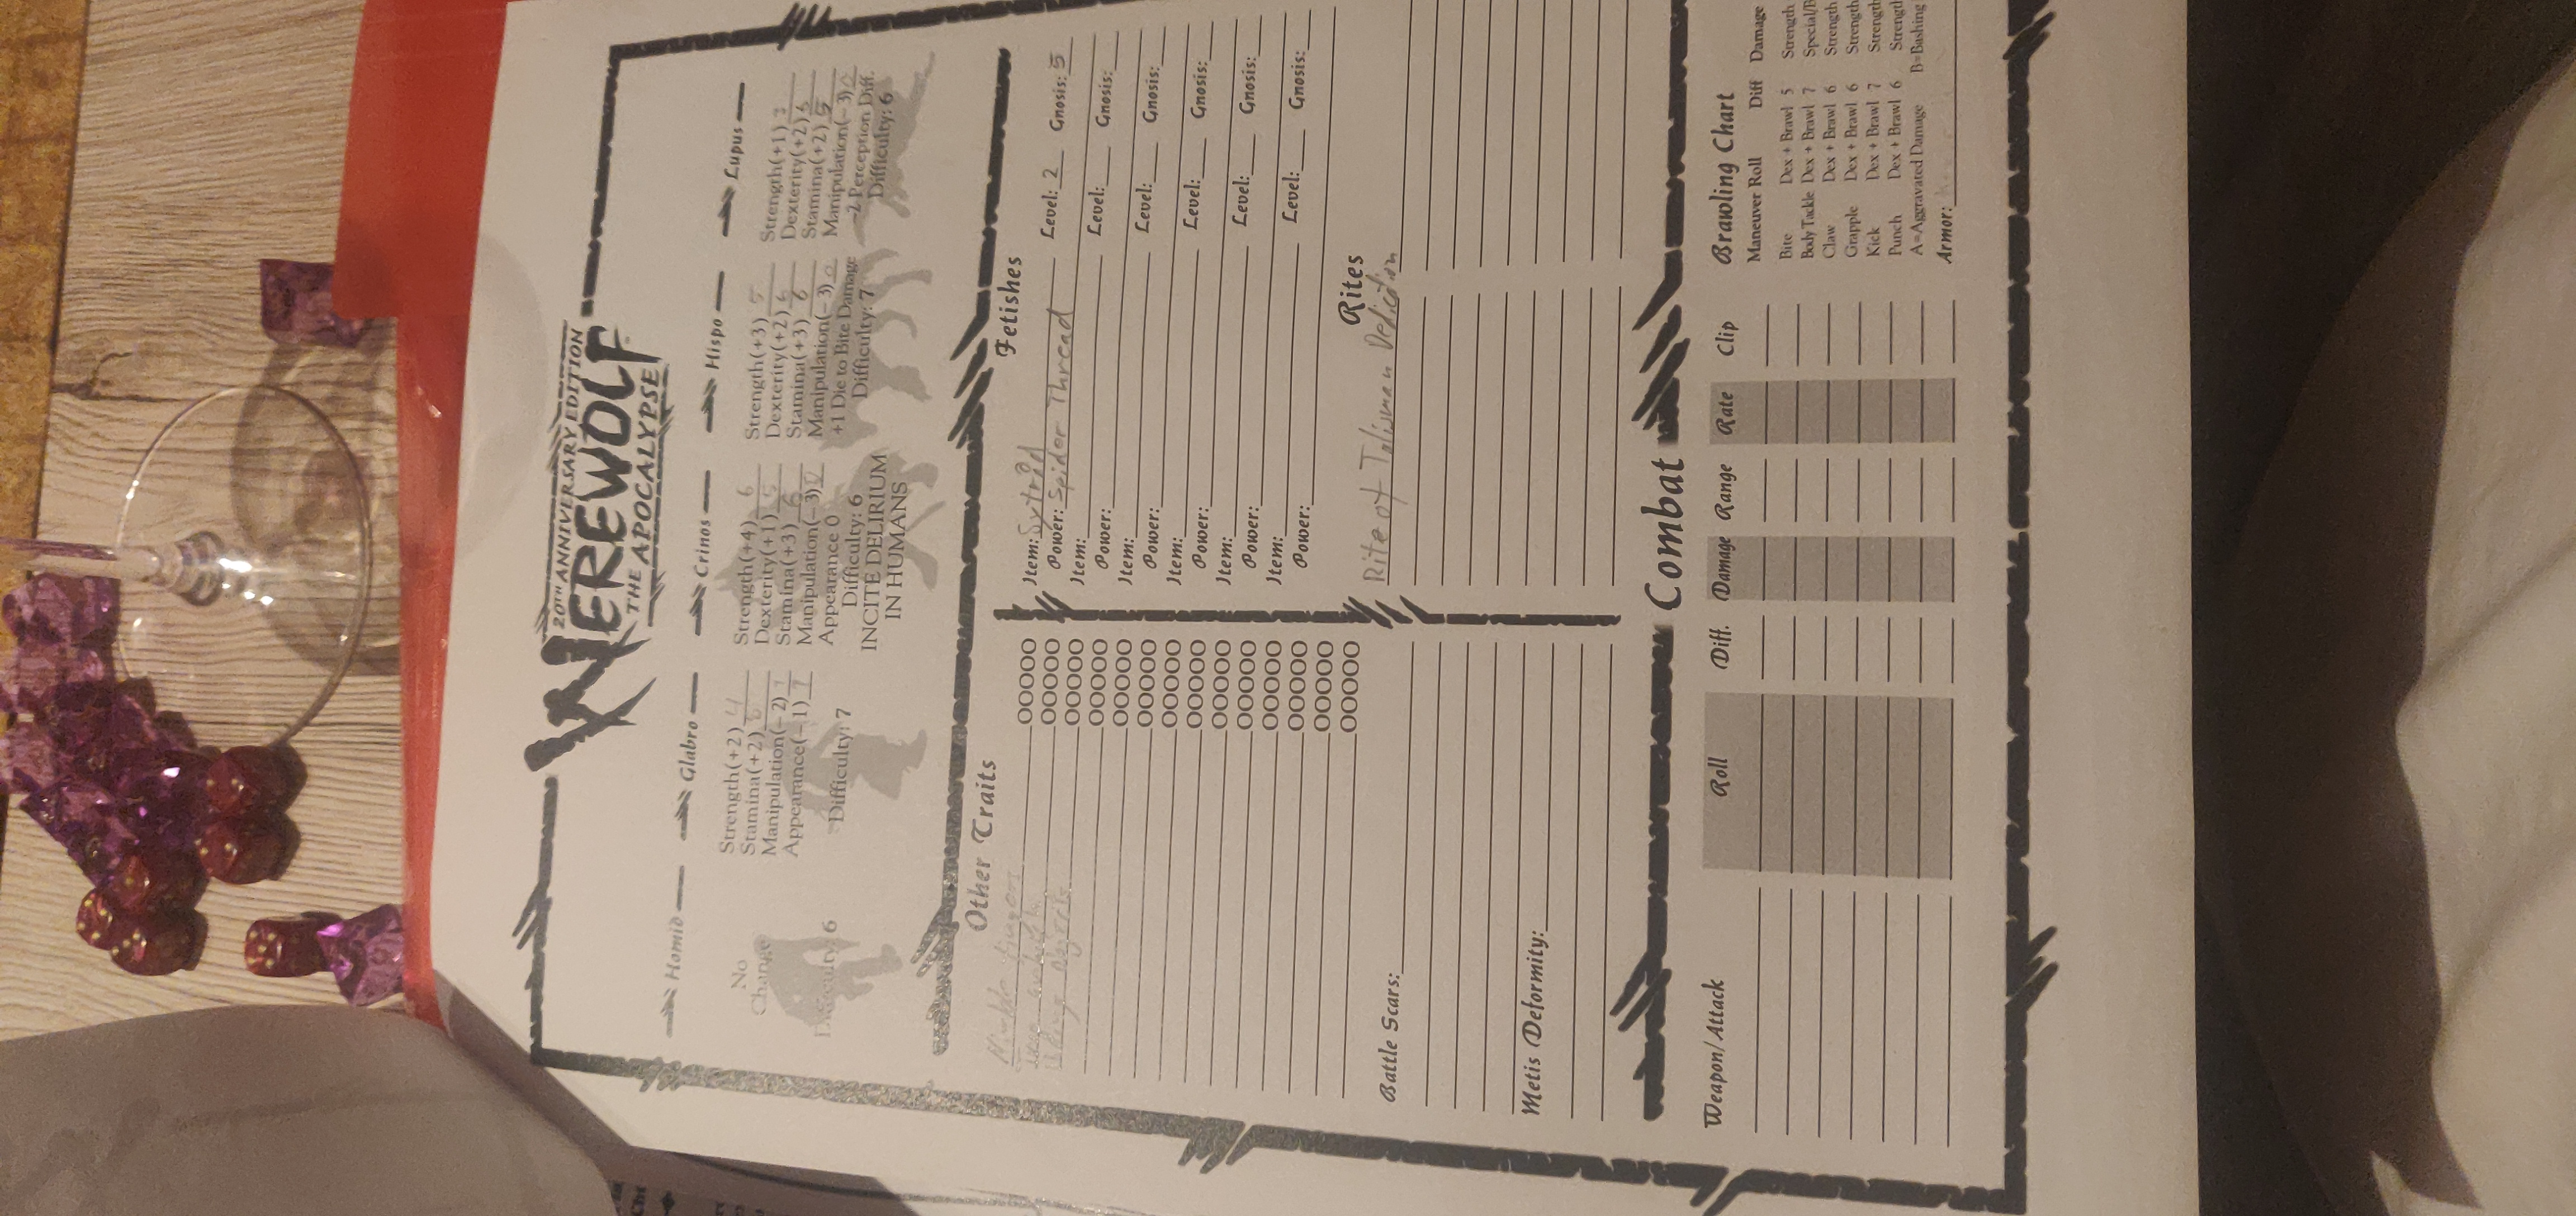 20TH ANNIVERSARY EDITION
WEREWOLF
THE APOCALYPSE
Homid
No
Change
Difficulty: 6
Glabro
Strength(+2) 4
Stamina(+2)
Manipulation(-2) 1
Appearance(-1) 1
Difficulty: 7
Crinos
Strength(+4) 6
Dexterity(+1) 5
Stamina(+3) 6
Manipulation(-3) 0
Appearance 0
Difficulty: 6
INCITE DELIRIUM
IN HUMANS
Hispo
Strength(+3) 5
Dexterity(+2) 6
Stamina(+3) 6
Manipulation(-3) 0
+1 Die to Bite Damage
Difficulty: 7
Lupus
Strength(+1) 3
Dexterity(+2) 6
Stamina(+2) 5
Manipulation(-3) 0
-2 Perception Diff.
Difficulty: 6
Other Traits
OOOOO
OOOOO
OOOOO
OOOOO
OOOOO
OOOOO
OOOOO
OOOOO
OOOOO
OOOOO
OOOOO
OOOOO
OOOOO
OOOOO
Battle Scars:
Metis Deformity:
Fetishes
Item: Level: 2 Gnosis: 5
Power: Spider Thread
Item: Level: Gnosis:
Power:
Item: Level: Gnosis:
Power:
Item: Level: Gnosis:
Power:
Item: Level: Gnosis:
Power:
Item: Level: Gnosis:
Power:
Rites
Rite of Talisman Dedication
Combat
Weapon/Attack Roll Diff. Damage Range Rate Clip
Brawling Chart
Maneuver Roll Diff Damage
Bite Dex + Brawl 5 Strength
Body Tackle Dex + Brawl 7 Special/B
Claw Dex + Brawl 6 Strength
Grapple Dex + Brawl 6 Strength
Kick Dex + Brawl 7 Strength
Punch Dex + Brawl 6 Strength
A=Aggravated Damage B=Bashing
Armor: